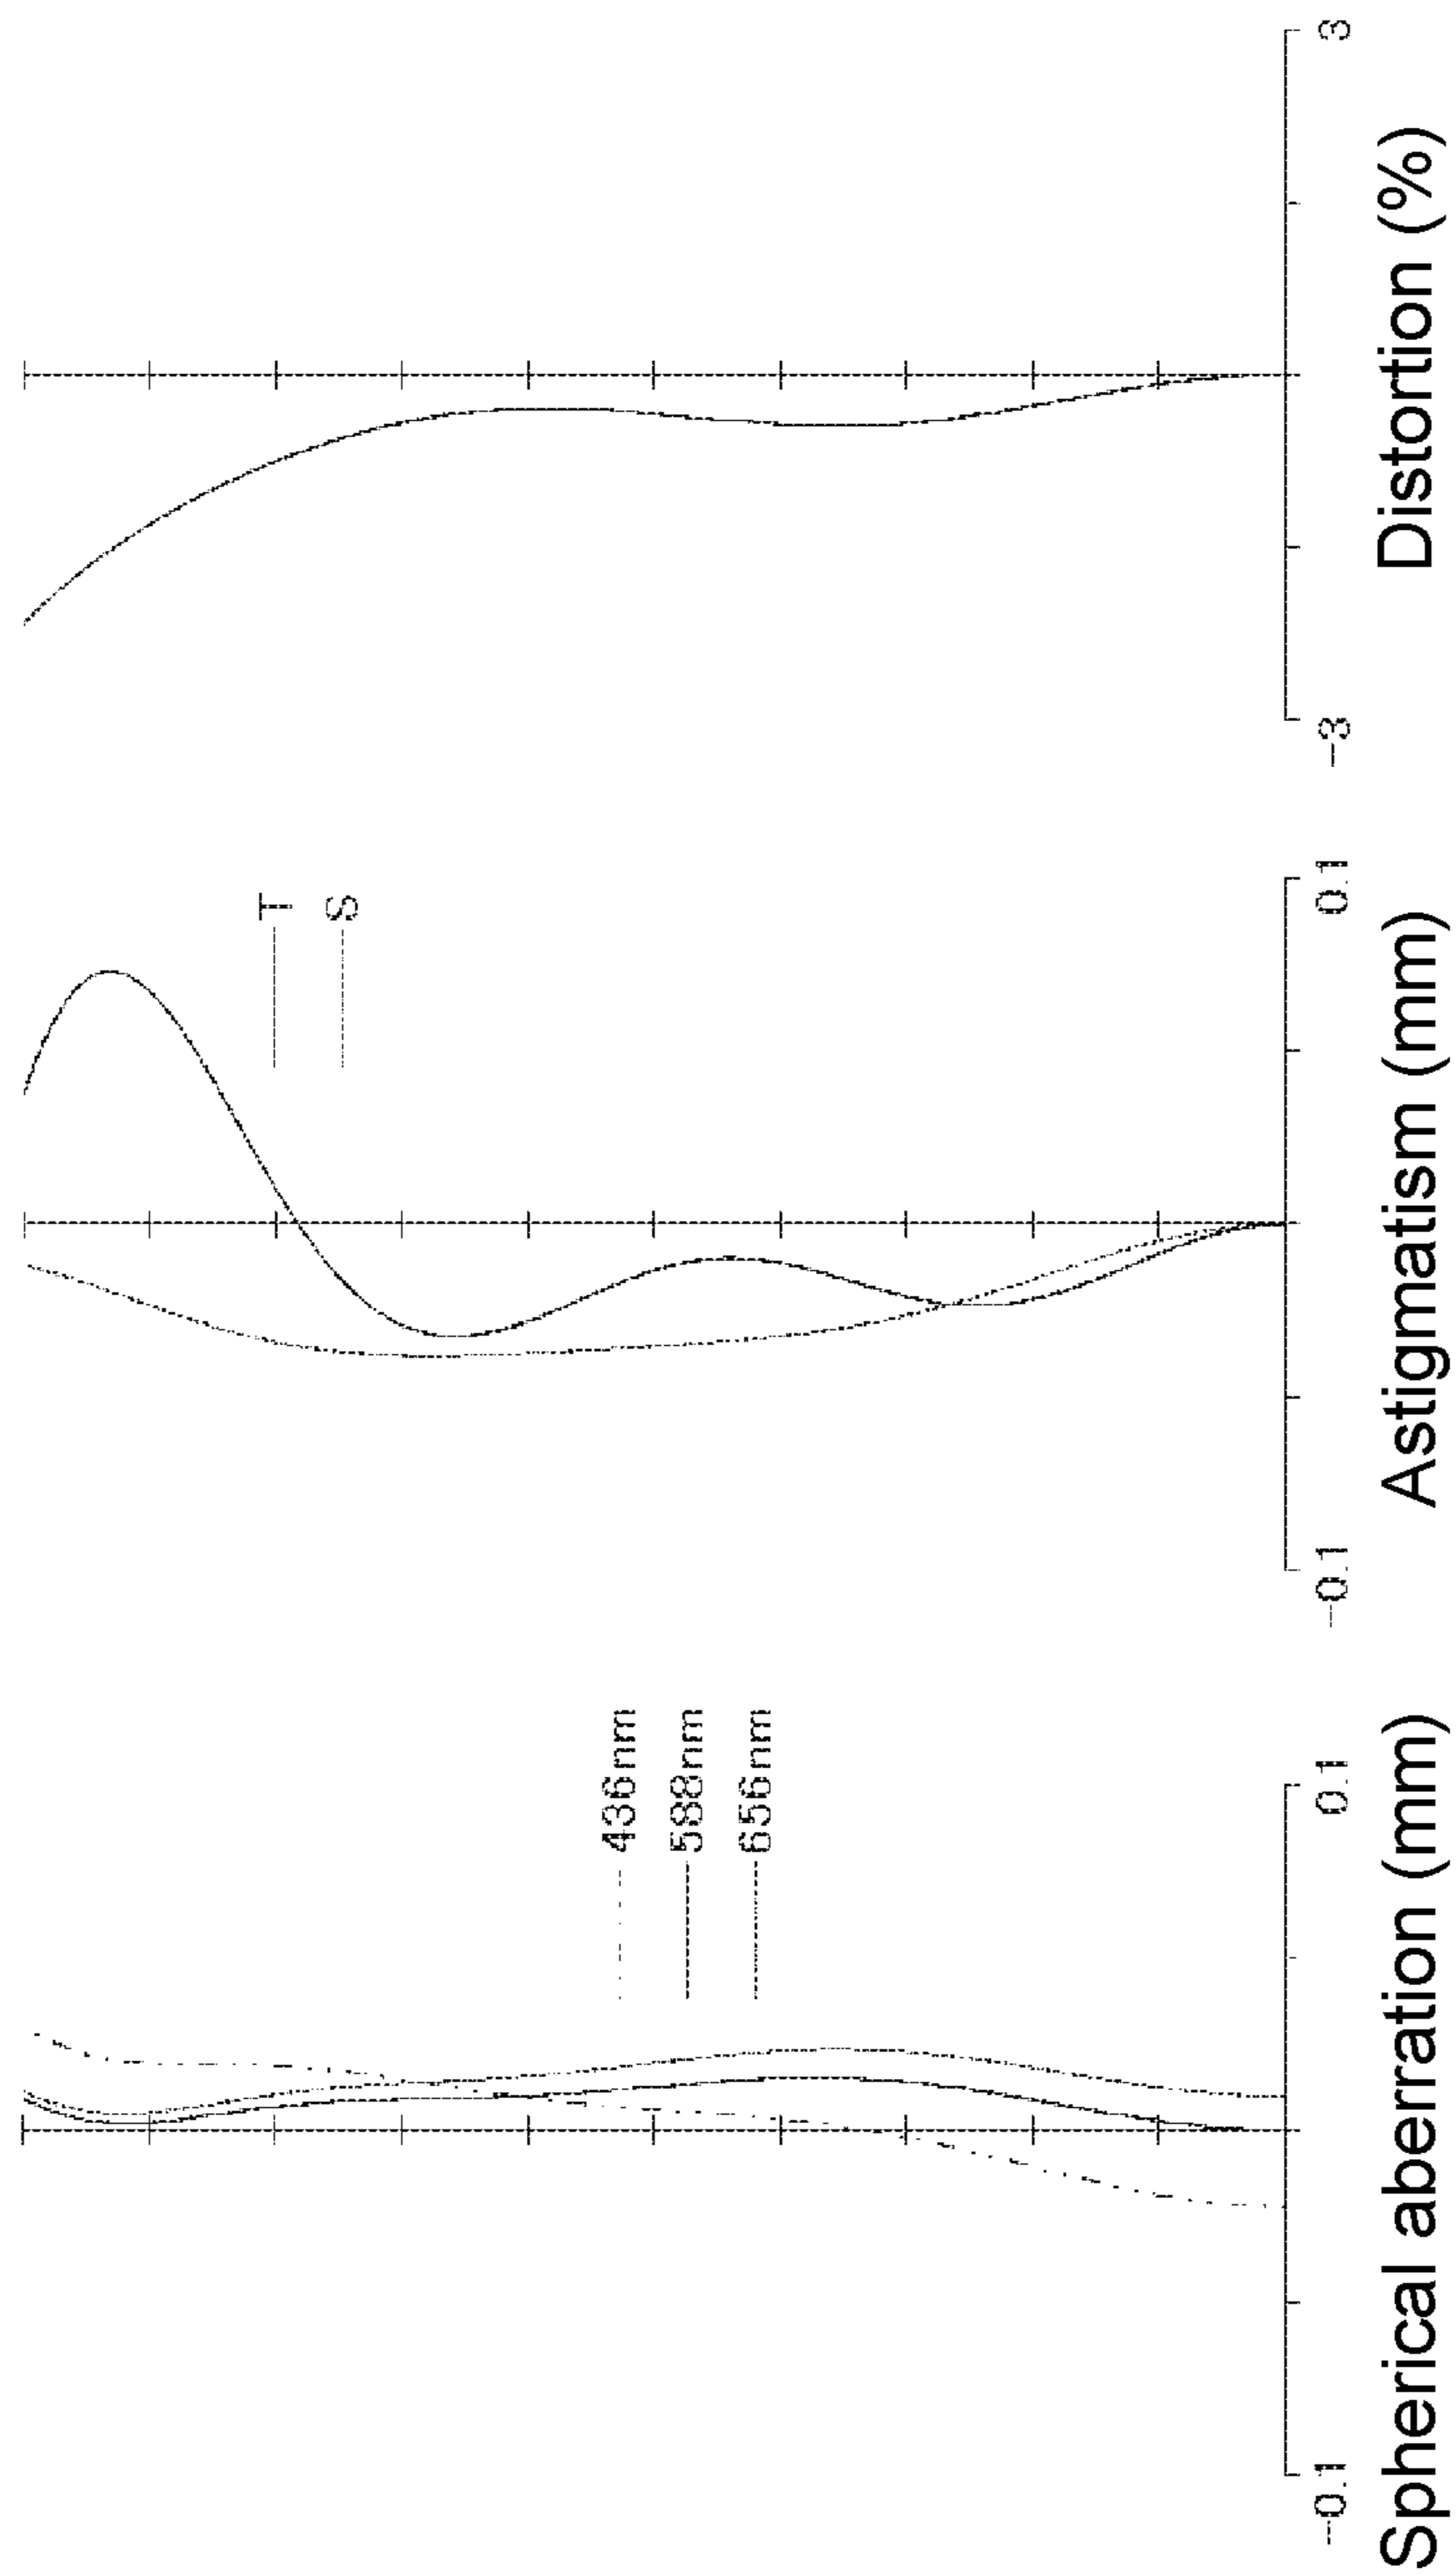 436nm
588nm
656nm
-0.1
0.1
Spherical aberration (mm)
T
S
-0.1
0.1
Astigmatism (mm)
-3
3
Distortion (%)